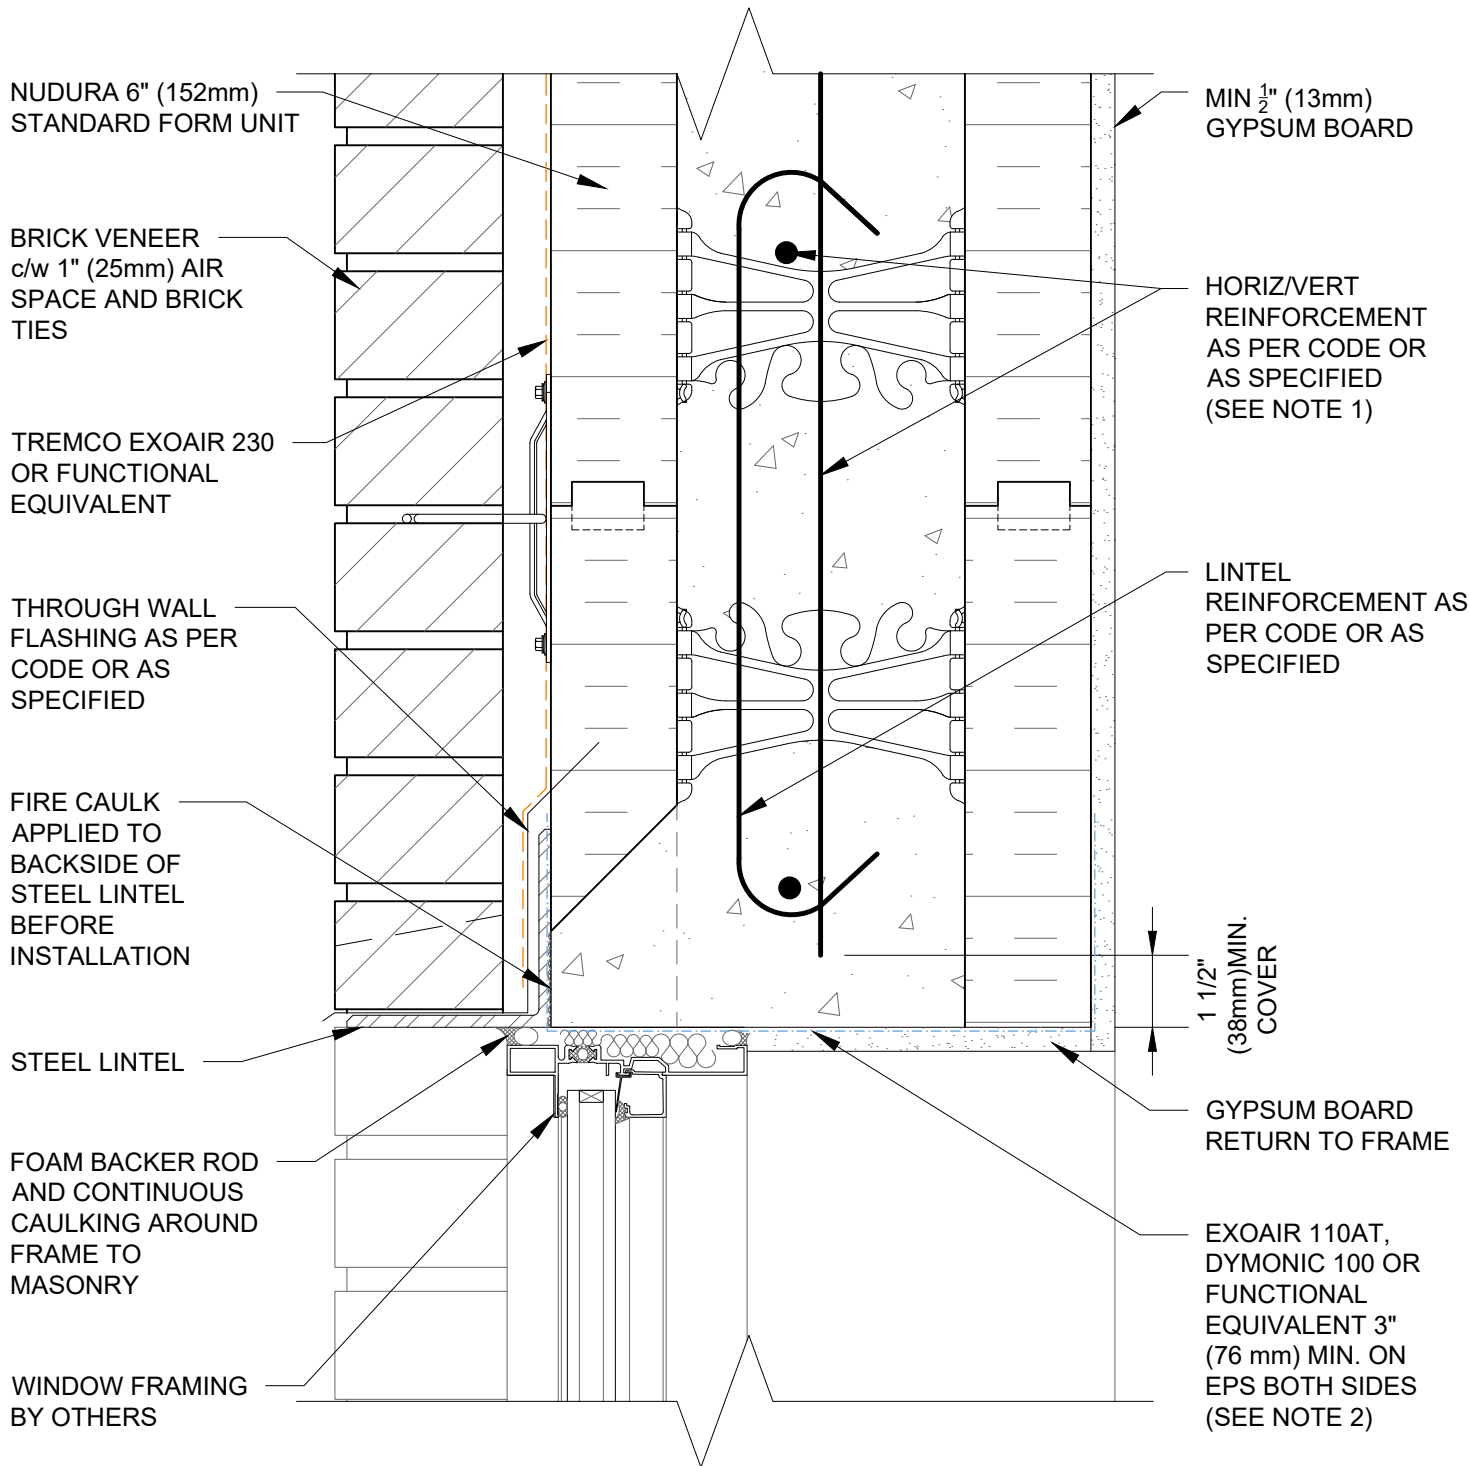 NUDURA 6" (152mm)
STANDARD FORM UNIT
BRICK VENEER
c/w 1" (25mm) AIR
SPACE AND BRICK
TIES
TREMCO EXOAIR 230
OR FUNCTIONAL
EQUIVALENT
THROUGH WALL
FLASHING AS PER
CODE OR AS
SPECIFIED
FIRE CAULK
APPLIED TO
BACKSIDE OF
STEEL LINTEL
BEFORE
INSTALLATION
STEEL LINTEL
FOAM BACKER ROD
AND CONTINUOUS
CAULKING AROUND
FRAME TO
MASONRY
WINDOW FRAMING
BY OTHERS
MIN 1/2" (13mm)
GYPSUM BOARD
HORIZ/VERT
REINFORCEMENT
AS PER CODE OR
AS SPECIFIED
(SEE NOTE 1)
LINTEL
REINFORCEMENT AS
PER CODE OR AS
SPECIFIED
1 1/2"
(38mm)MIN.
COVER
GYPSUM BOARD
RETURN TO FRAME
EXOAIR 110AT,
DYMONIC 100 OR
FUNCTIONAL
EQUIVALENT 3"
(76 mm) MIN. ON
EPS BOTH SIDES
(SEE NOTE 2)